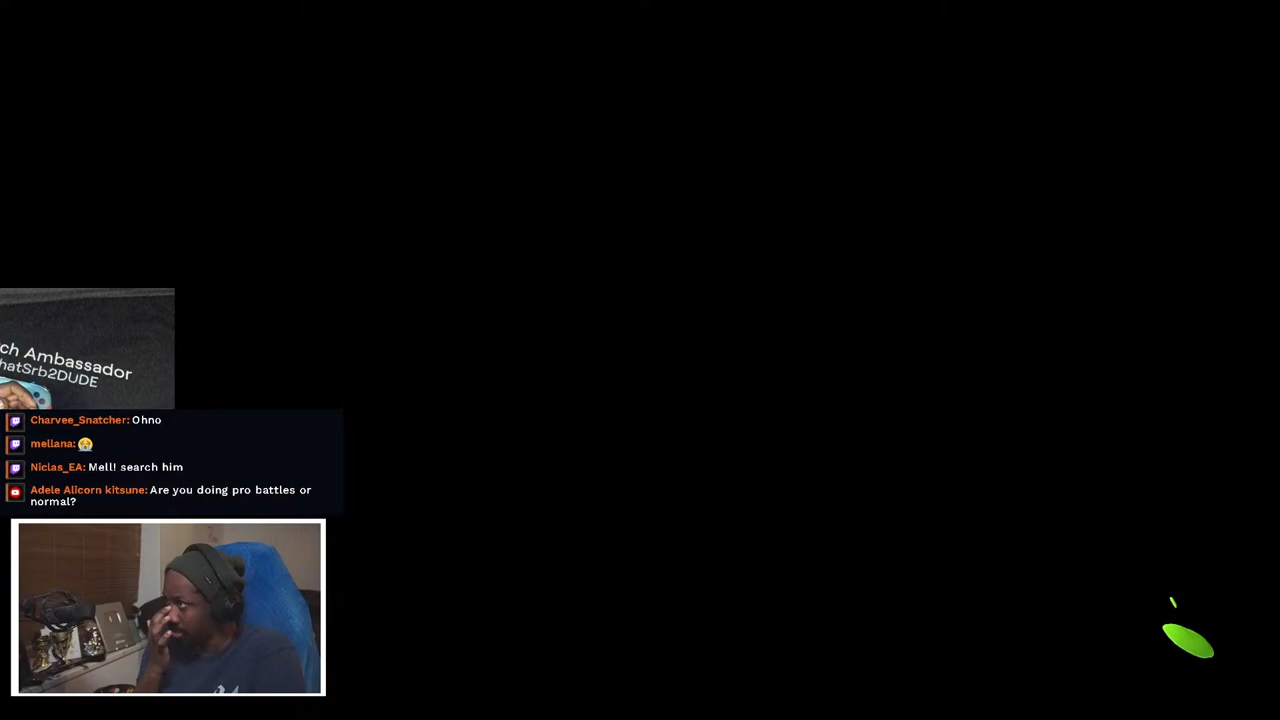 ch Ambassador
hatSrb2DUDE
Charvee_Snatcher: Ohno
mellana: 😭
Niclas_EA: Mell! search him
Adele Alicorn kitsune: Are you doing pro battles or
normal?